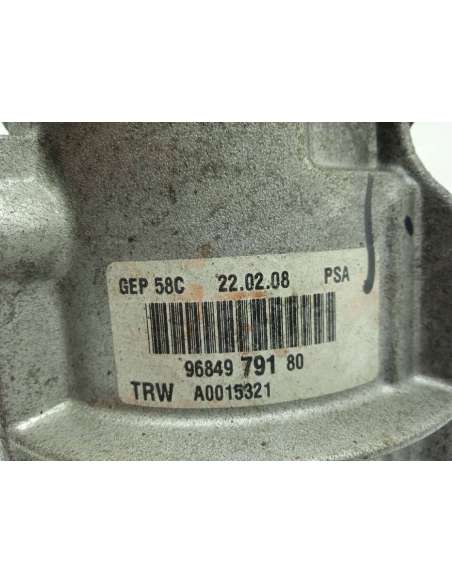 GEP 58C 22.02.08 PSA
96849 791 80
TRW A0015321